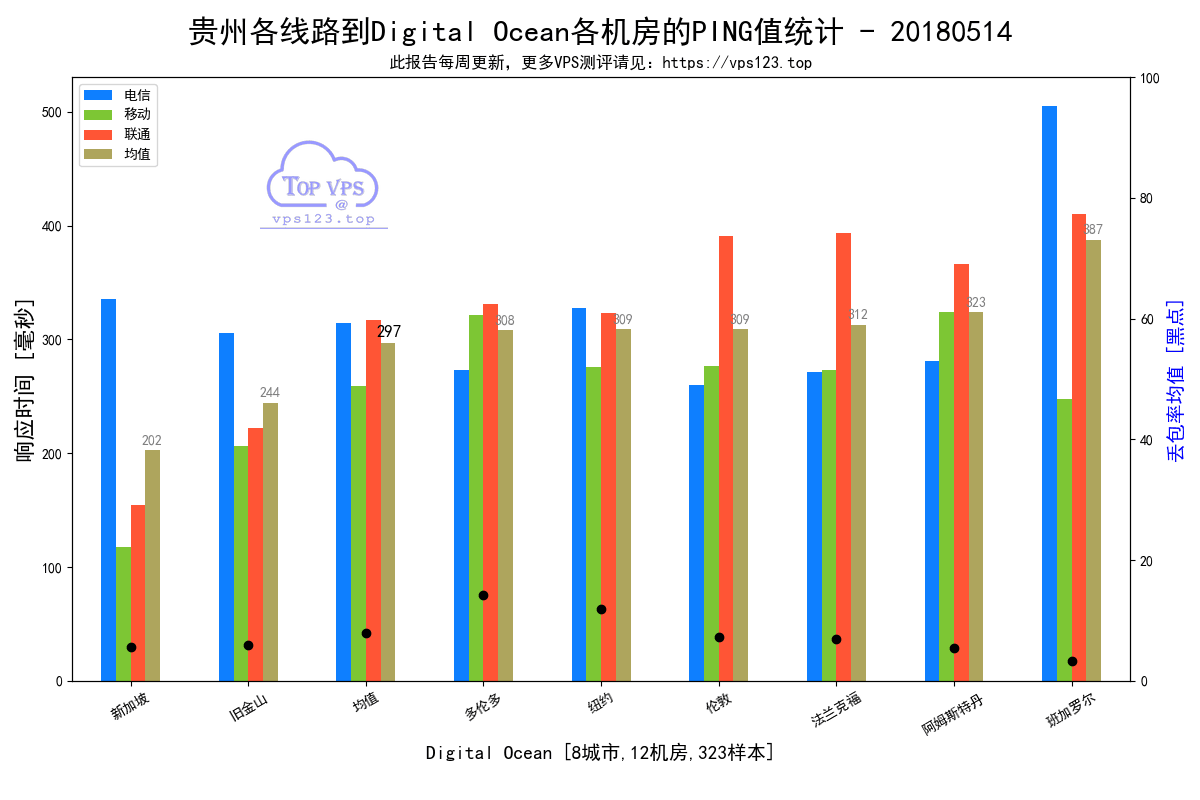 贵州各线路到Digital Ocean各机房的PING值统计 - 20180514
此报告每周更新，更多VPS测评请见：https://vps123.top
电信
移动
联通
均值
TOP VPS
@
vps123.top
响应时间 [毫秒]
500
400
300
200
100
0
丢包率均值 [黑点]
100
80
60
40
20
0
202
244
297
308
309
309
312
323
387
新加坡
旧金山
均值
多伦多
纽约
伦敦
法兰克福
阿姆斯特丹
班加罗尔
Digital Ocean [8城市,12机房,323样本]